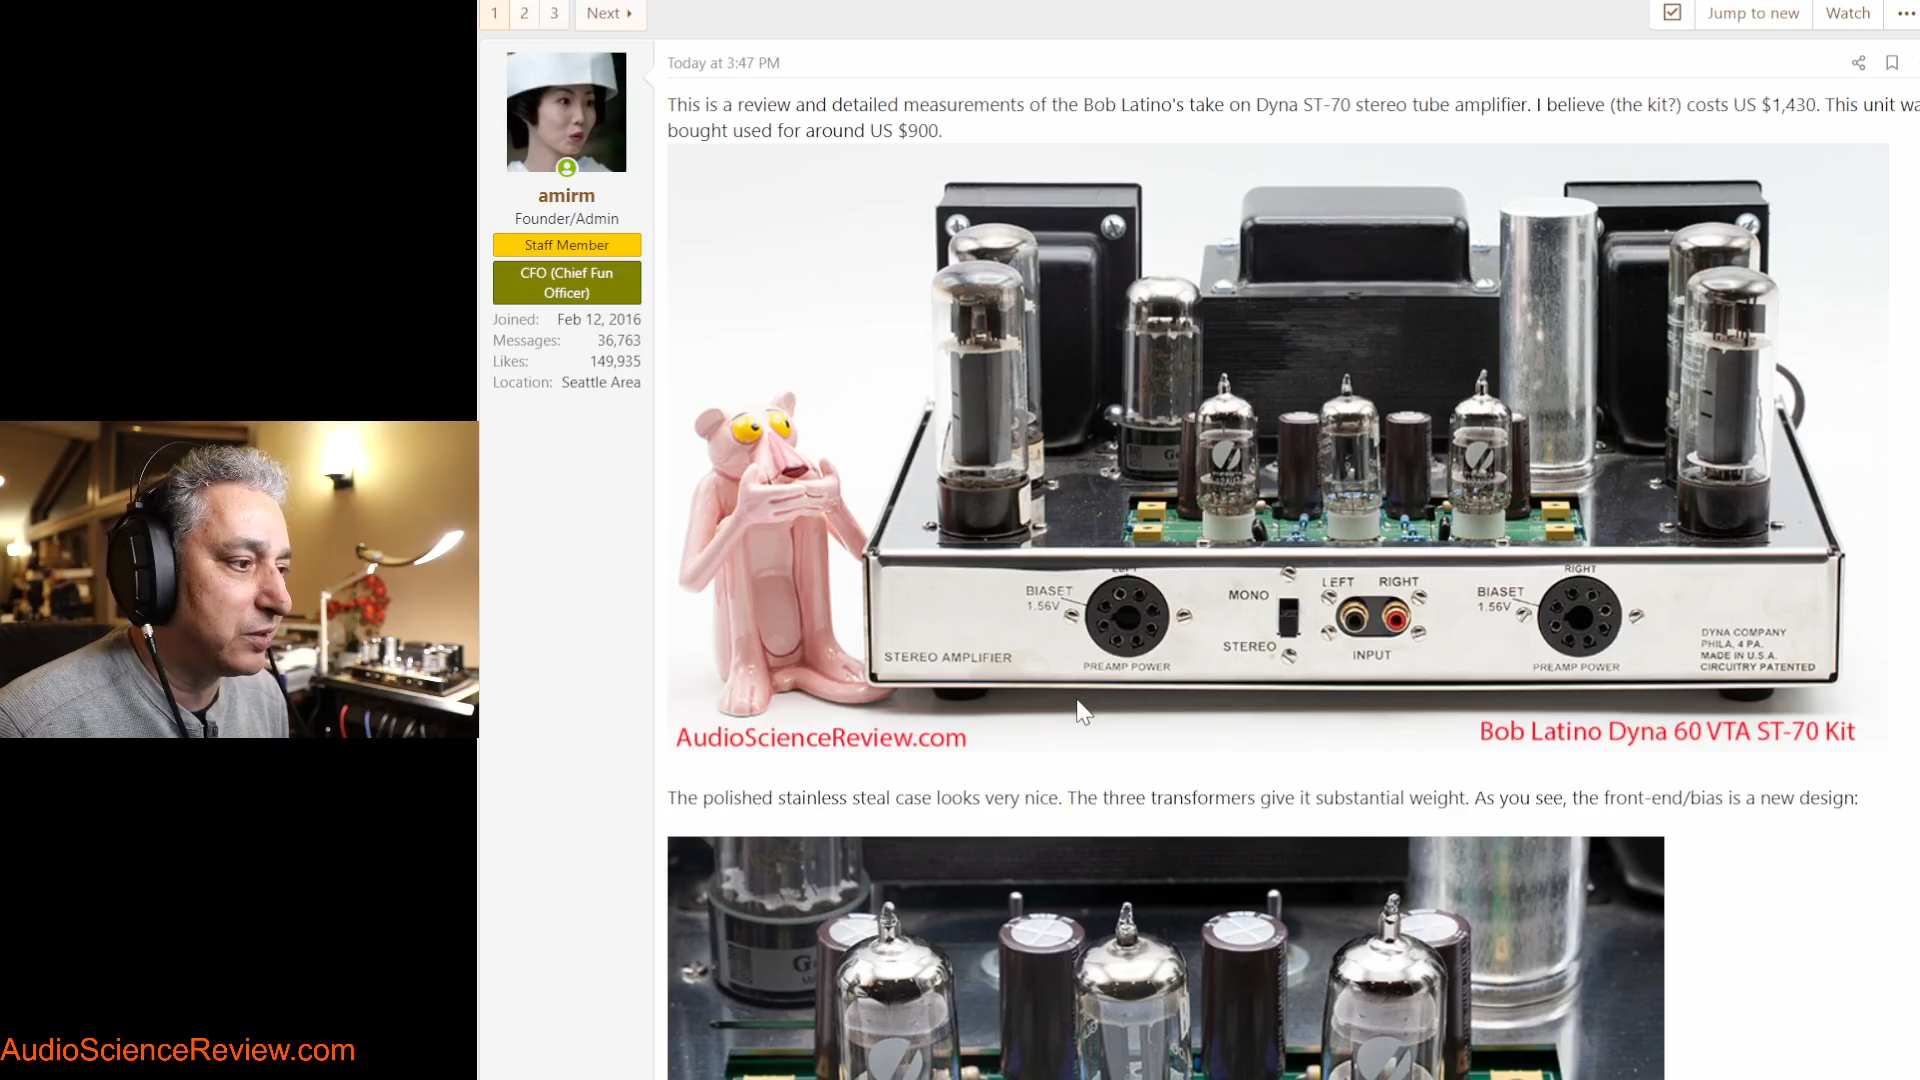 1 2 3 Next
Jump to new Watch
Today at 3:47 PM
This is a review and detailed measurements of the Bob Latino's take on Dyna ST-70 stereo tube amplifier. I believe (the kit?) costs US $1,430. This unit
bought used for around US $900.
amirm
Founder/Admin
Staff Member
CFO (Chief Fun
Officer)
Joined: Feb 12, 2016
Messages: 36,763
Likes: 149,935
Location: Seattle Area
LEFT
BIASET
1.56V
PREAMP POWER
STEREO AMPLIFIER
MONO
STEREO
LEFT RIGHT
INPUT
RIGHT
BIASET
1.56V
PREAMP POWER
DYNA COMPANY
PHILA, 4 PA.
MADE IN U.S.A.
CIRCUITRY PATENTED
AudioScienceReview.com
Bob Latino Dyna 60 VTA ST-70 Kit
The polished stainless steal case looks very nice. The three transformers give it substantial weight. As you see, the front-end/bias is a new design:
AudioScienceReview.com